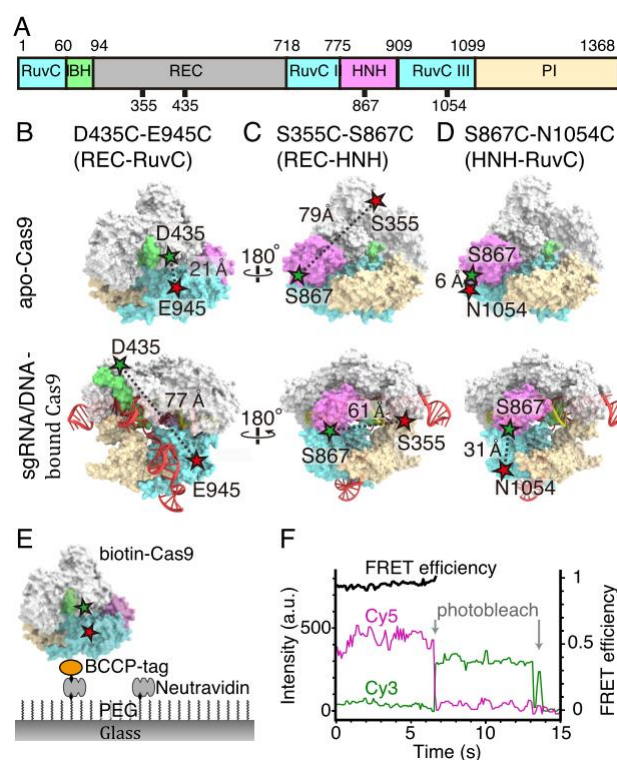 A
1 60 94 718 775 909 1099 1368
RuvC BH REC RuvC II HNH RuvC III PI
355 435 867 1054
B D435C-E945C
(REC-RuvC)
C S355C-S867C
(REC-HNH)
D S867C-N1054C
(HNH-RuvC)
apo-Cas9
D435
21 Å
E945
180°
79Å
S355
S867
S867
6 Å
N1054
sgRNA/DNA-
bound Cas9
D435
77 Å
E945
180°
61 Å
S867
S355
S867
31Å
N1054
E
biotin-Cas9
BCCP-tag
Neutravidin
PEG
Glass
F
FRET efficiency
Cy5
photobleach
Cy3
Intensity (a.u.)
500
0
1
0.5
0
FRET efficiency
0 5 10 15
Time (s)